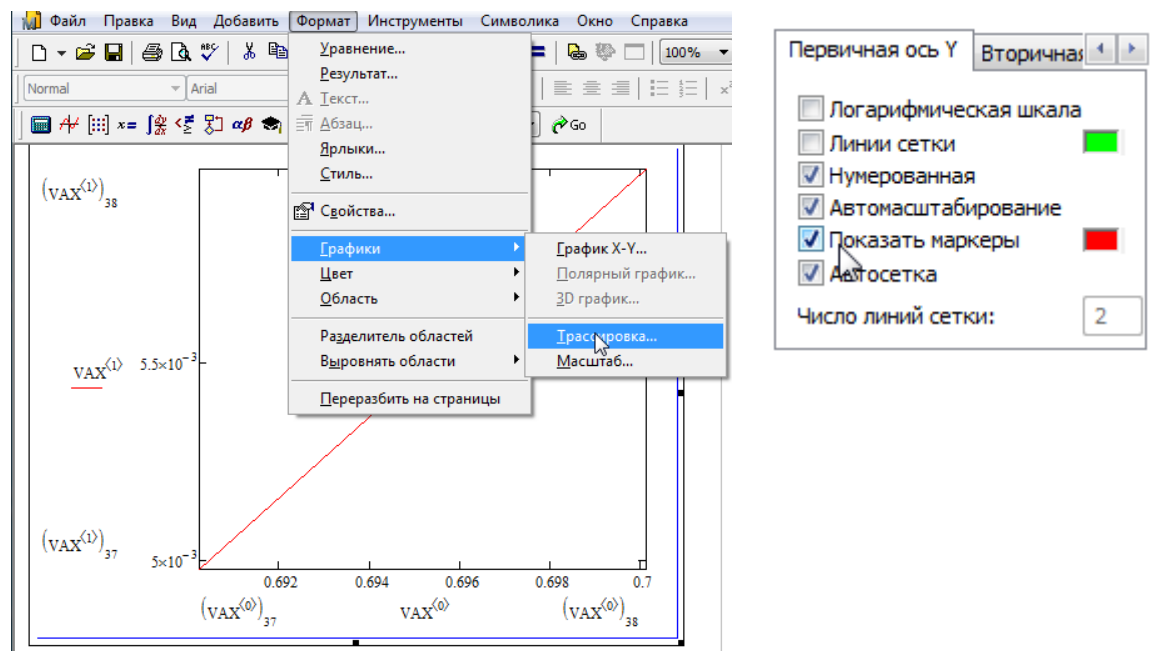 Файл Правка Вид Добавить Формат Инструменты Символика Окно Справка
100%
Normal Arial
Go
Уравнение...
Результат...
Текст...
Абзац...
Ярлыки...
Стиль...
Свойства...
Графики
Цвет
Область
Разделитель областей
Выровнять области
Переразбить на страницы
График X-Y...
Полярный график...
3D график...
Трассировка...
Масштаб...
(VAX⟨1⟩)38
VAX⟨1⟩ 5.5×10⁻³
(VAX⟨1⟩)37
5×10⁻³
0.692 0.694 0.696 0.698 0.7
(VAX⟨0⟩)37 VAX⟨0⟩ (VAX⟨0⟩)38
Первичная ось Y Вторичная
Логарифмическая шкала
Линии сетки
Нумерованная
Автомасштабирование
Показать маркеры
Автосетка
Число линий сетки: 2